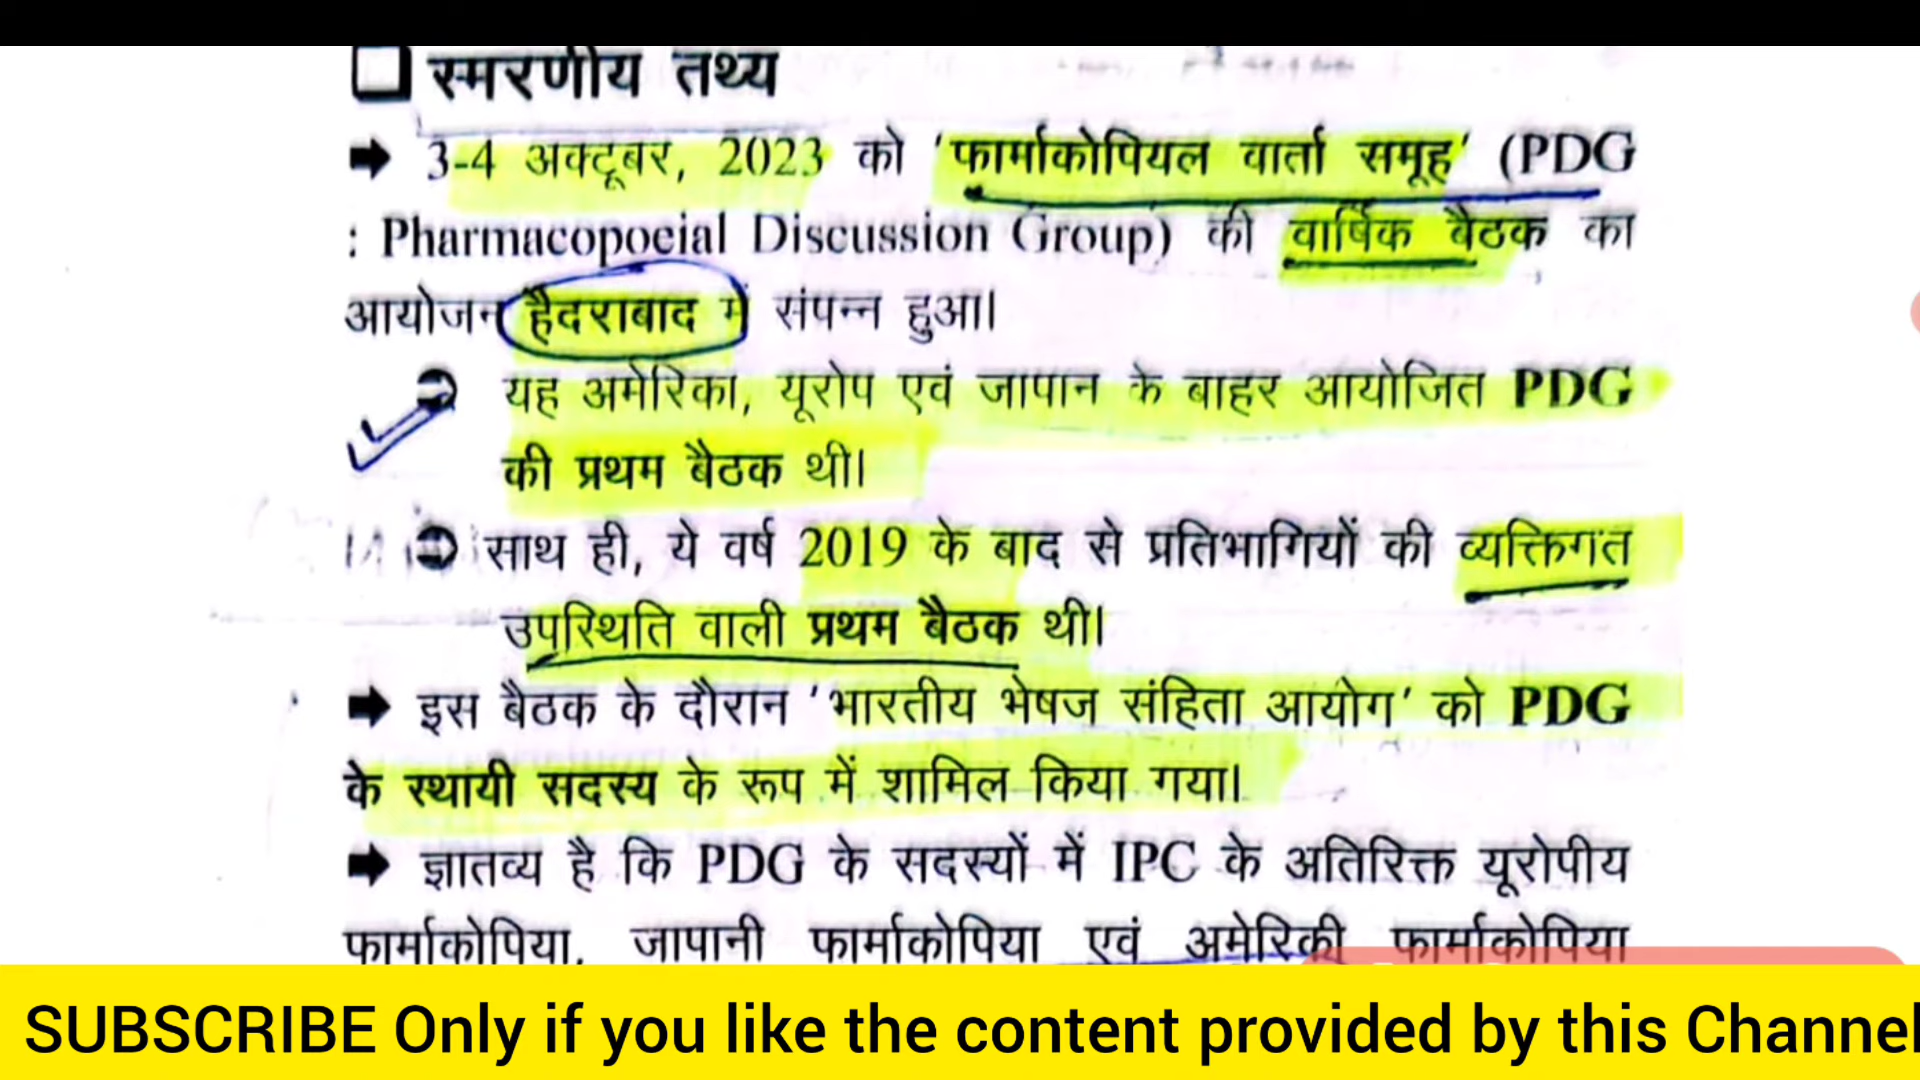 स्मरणीय तथ्य
➡ 3-4 अक्टूबर, 2023 को 'फार्माकोपियल वार्ता समूह' (PDG
: Pharmacopoeial Discussion Group) की वार्षिक बैठक का
आयोजन हैदराबाद में संपन्न हुआ।
यह अमेरिका, यूरोप एवं जापान के बाहर आयोजित PDG
की प्रथम बैठक थी।
साथ ही, ये वर्ष 2019 के बाद से प्रतिभागियों की व्यक्तिगत
उपस्थिति वाली प्रथम बैठक थी।
➡ इस बैठक के दौरान 'भारतीय भेषज संहिता आयोग' को PDG
के स्थायी सदस्य के रूप में शामिल किया गया।
➡ ज्ञातव्य है कि PDG के सदस्यों में IPC के अतिरिक्त यूरोपीय
फार्माकोपिया, जापानी फार्माकोपिया एवं अमेरिकी फार्माकोपिया
SUBSCRIBE Only if you like the content provided by this Channel